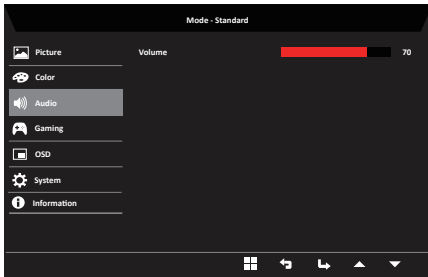 Mode - Standard
Picture
Volume 70
Color
Audio
Gaming
OSD
System
Information